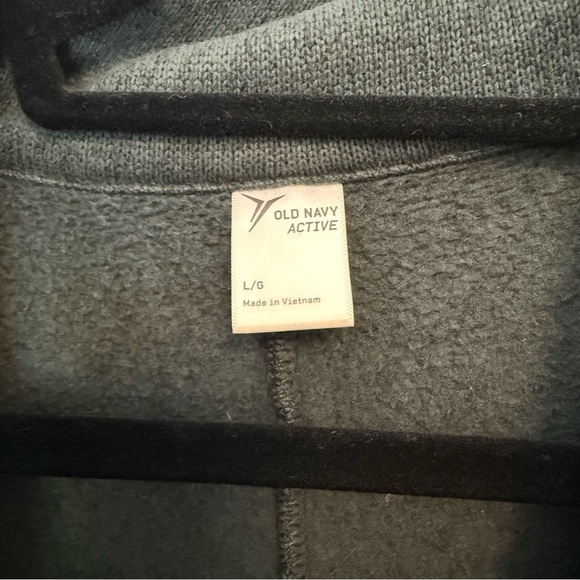 OLD NAVY
ACTIVE
L/G
Made in Vietnam